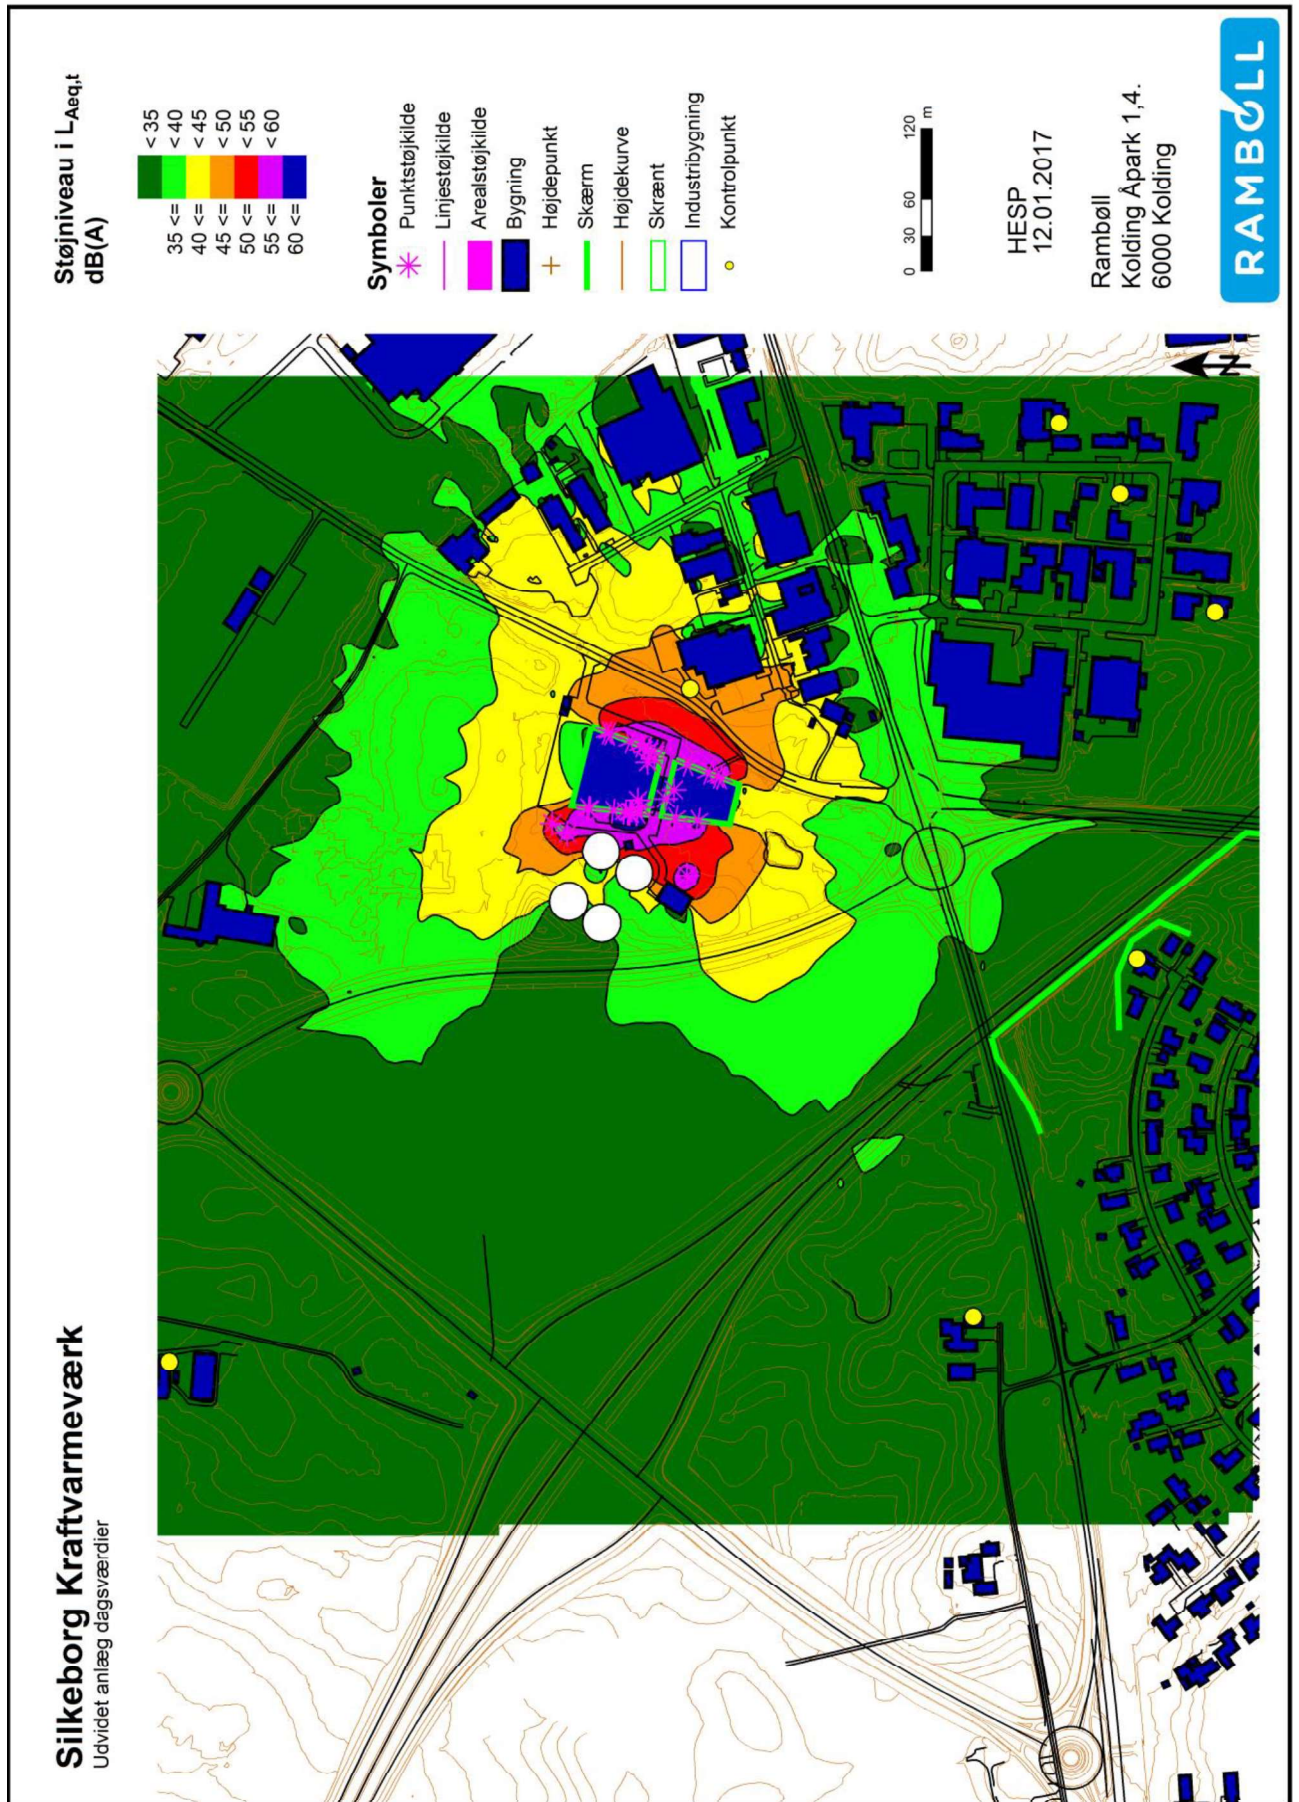 Silkeborg Kraftvarmeværk
Udvidet anlæg dagsværdier
Støjniveau i LAeq,t
dB(A)
< 35
35 <= < 40
40 <= < 45
45 <= < 50
50 <= < 55
55 <= < 60
60 <=
Symboler
Punktstøjkilde
Linjestøjkilde
Arealstøjkilde
Bygning
Højdepunkt
Skærm
Højdekurve
Skrænt
Industribygning
Kontrolpunkt
0 30 60 120
m
HESP
12.01.2017
Rambøll
Kolding Åpark 1,4.
6000 Kolding
RAMBOLL
N